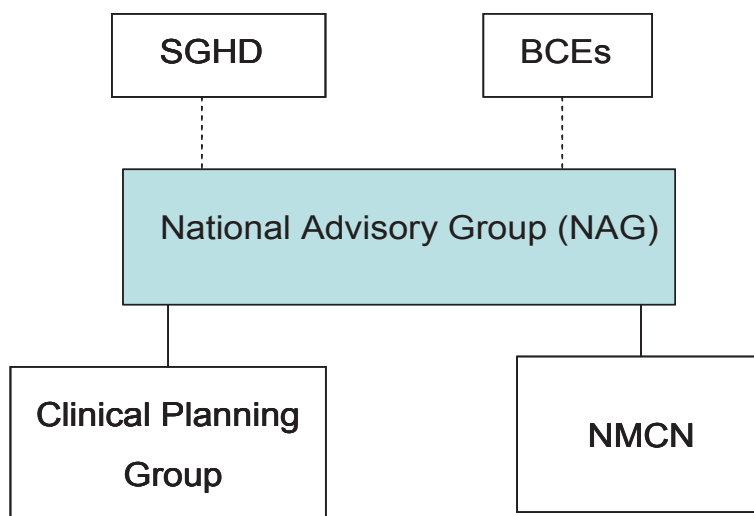 SGHD
BCEs
National Advisory Group (NAG)
Clinical Planning
Group
NMCN